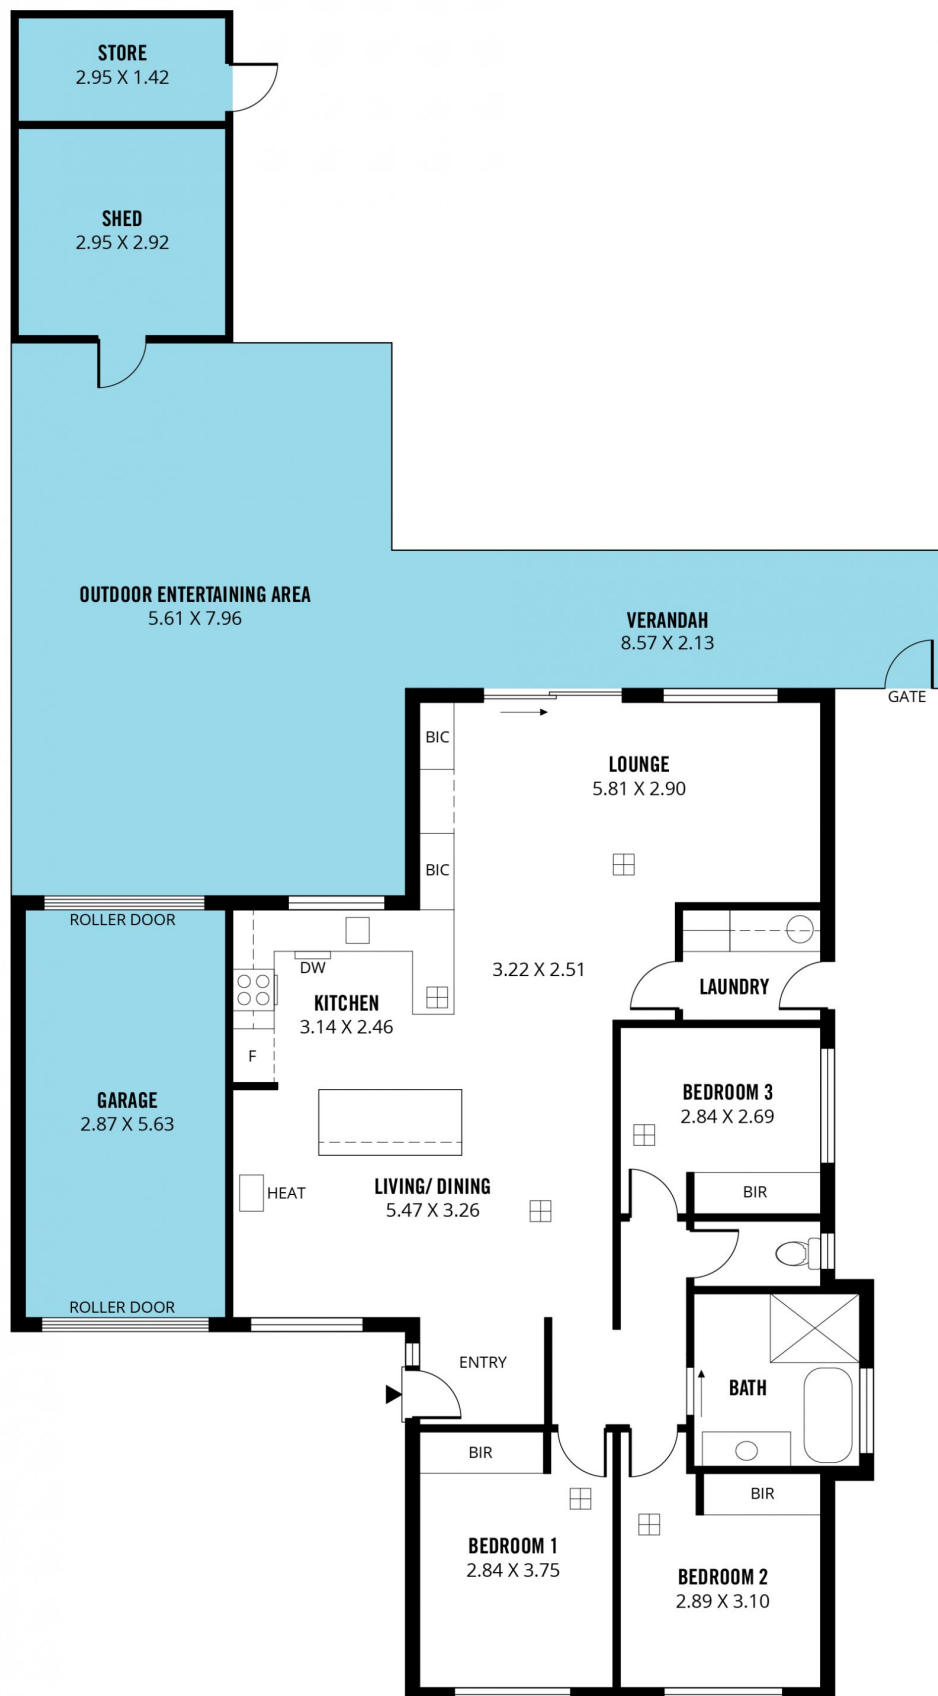 STORE
2.95 X 1.42
SHED
2.95 X 2.92
OUTDOOR ENTERTAINING AREA
5.61 X 7.96
VERANDAH
8.57 X 2.13
GATE
BIC
LOUNGE
5.81 X 2.90
BIC
ROLLER DOOR
DW
3.22 X 2.51
LAUNDRY
KITCHEN
3.14 X 2.46
F
GARAGE
2.87 X 5.63
BEDROOM 3
2.84 X 2.69
BIR
HEAT
LIVING/ DINING
5.47 X 3.26
ROLLER DOOR
ENTRY
BATH
BIR
BIR
BEDROOM 1
2.84 X 3.75
BEDROOM 2
2.89 X 3.10